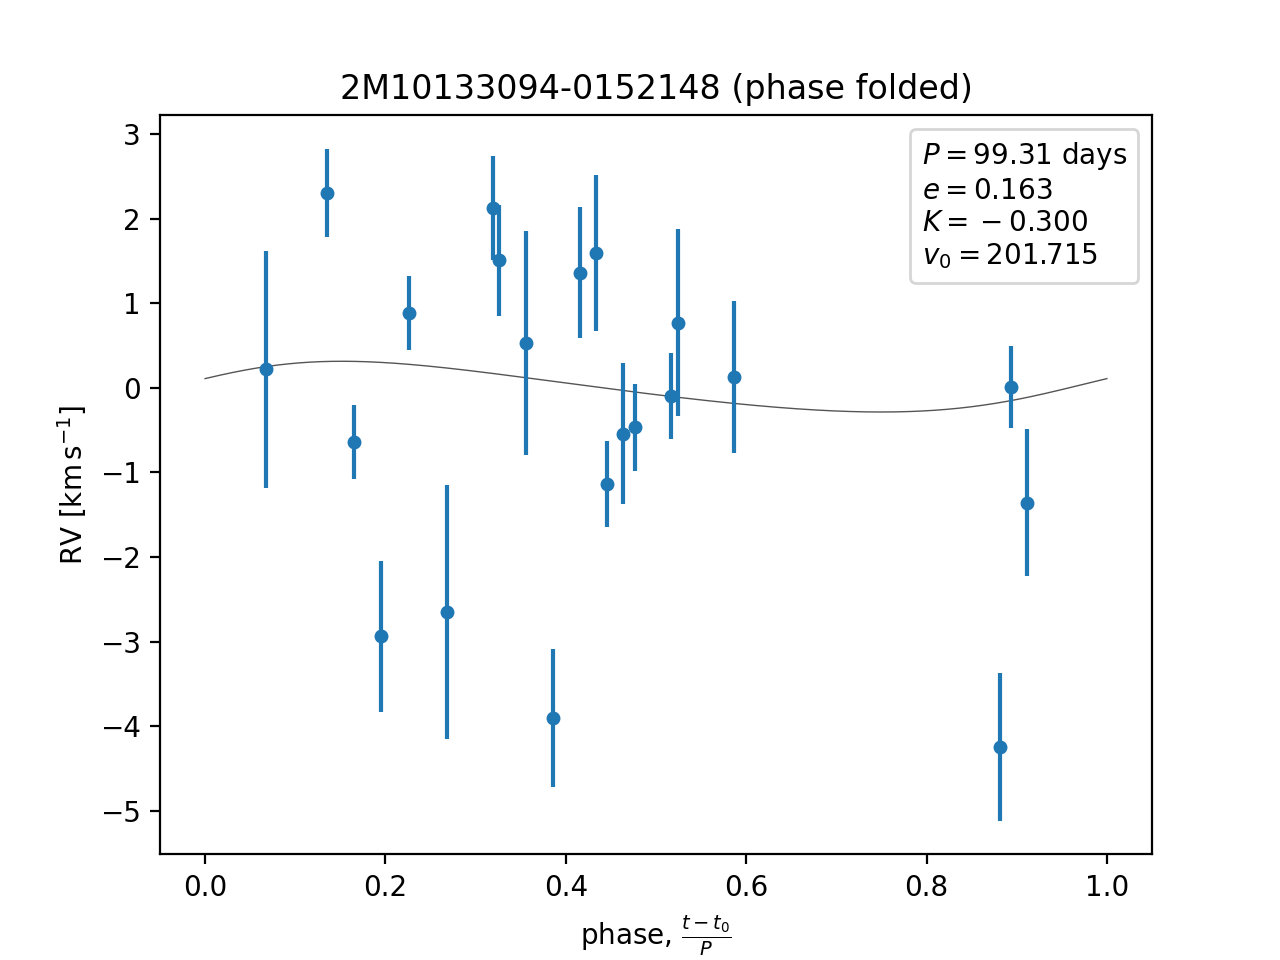 2M10133094-0152148 (phase folded)
P = 99.31 days
e = 0.163
K = −0.300
v₀ = 201.715
RV [km s⁻¹]
3
2
1
0
−1
−2
−3
−4
−5
0.0 0.2 0.4 0.6 0.8 1.0
phase, (t − t₀)/P